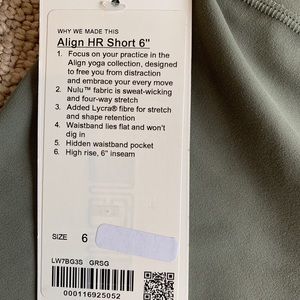 WHY WE MADE THIS
Align HR Short 6"
1. Focus on your practice in the
Align yoga collection, designed
to free you from distraction
and embrace your every move
2. Nulu™ fabric is sweat-wicking
and four-way stretch
3. Added Lycra® fibre for stretch
and shape retention
4. Waistband lies flat and won't
dig in
5. Hidden waistband pocket
6. High rise, 6" inseam
SIZE 6
LW7BG3S GRSG
000116925052